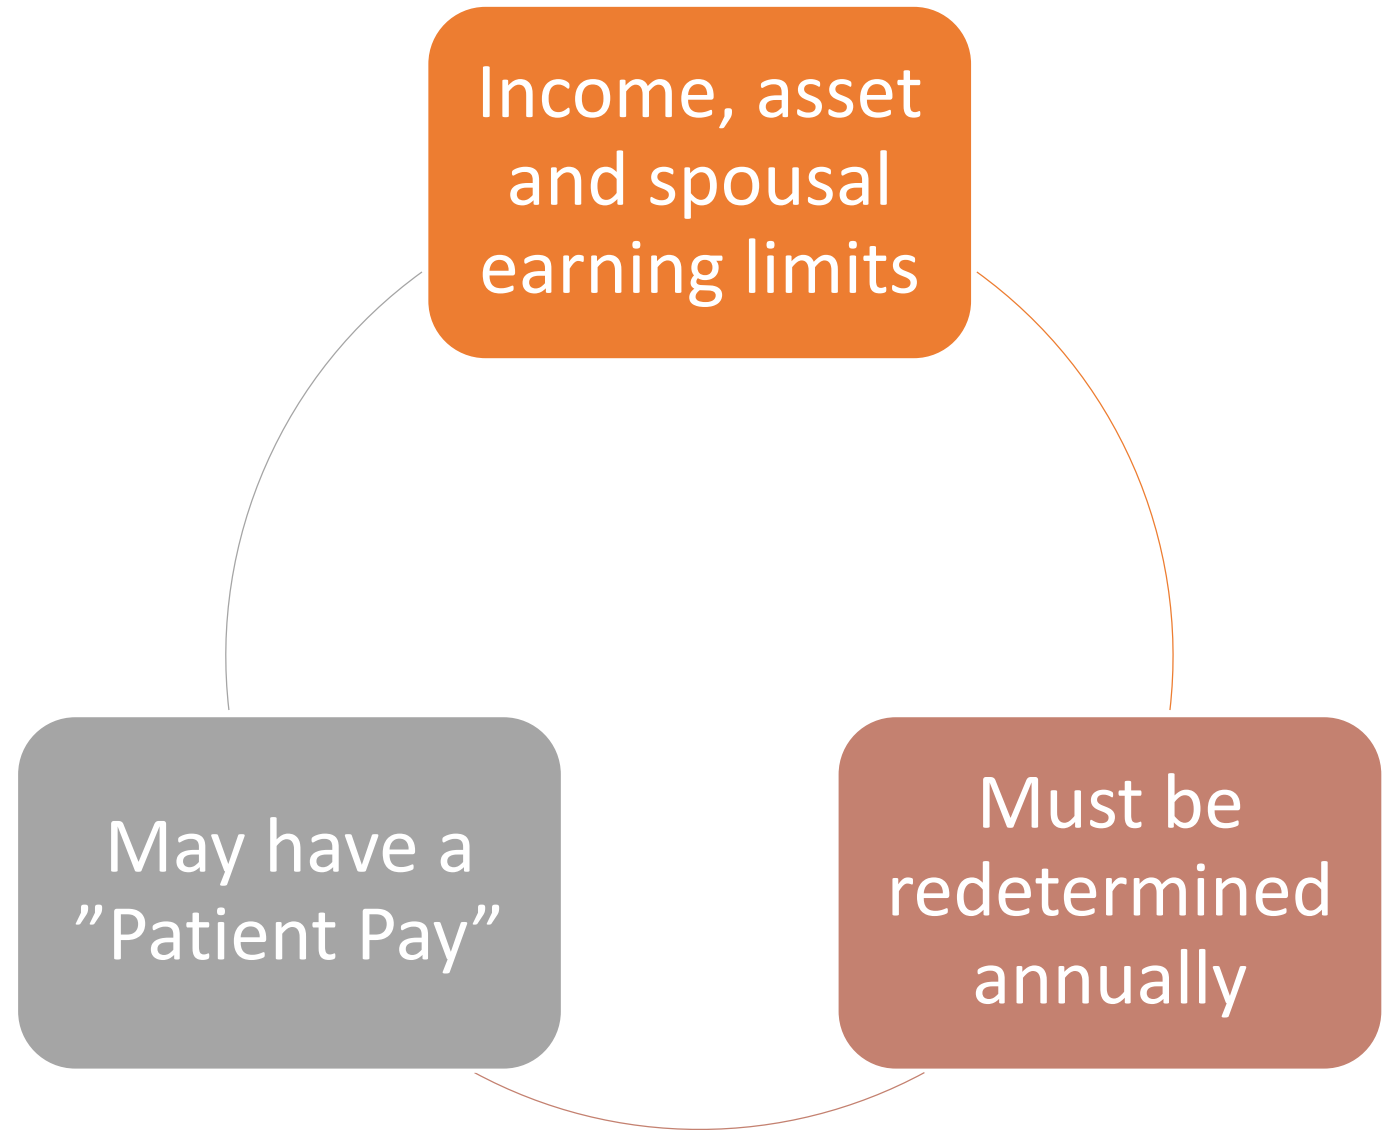 Income, asset
and spousal
earning limits
Must be
redetermined
annually
May have a
”Patient Pay”